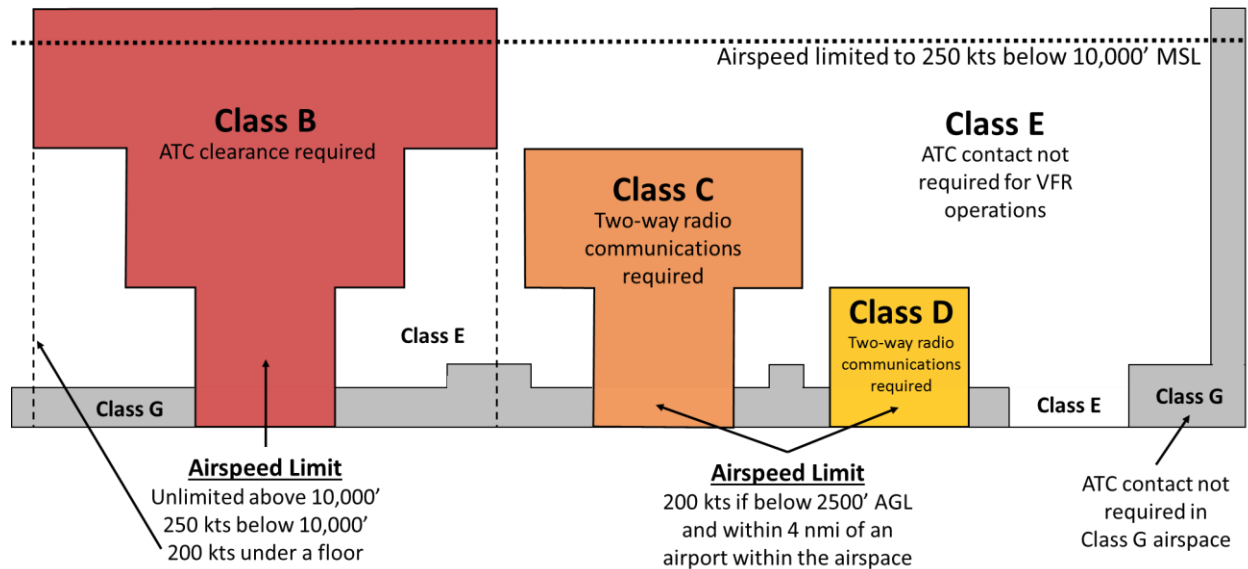 Airspeed limited to 250 kts below 10,000' MSL
Class B
ATC clearance required
Class E
ATC contact not
required for VFR
operations
Class C
Two-way radio
communications
required
Class D
Two-way radio
communications
required
Class E
Class G
Class E
Class G
Airspeed Limit
Unlimited above 10,000'
250 kts below 10,000'
200 kts under a floor
Airspeed Limit
200 kts if below 2500' AGL
and within 4 nmi of an
airport within the airspace
ATC contact not
required in
Class G airspace